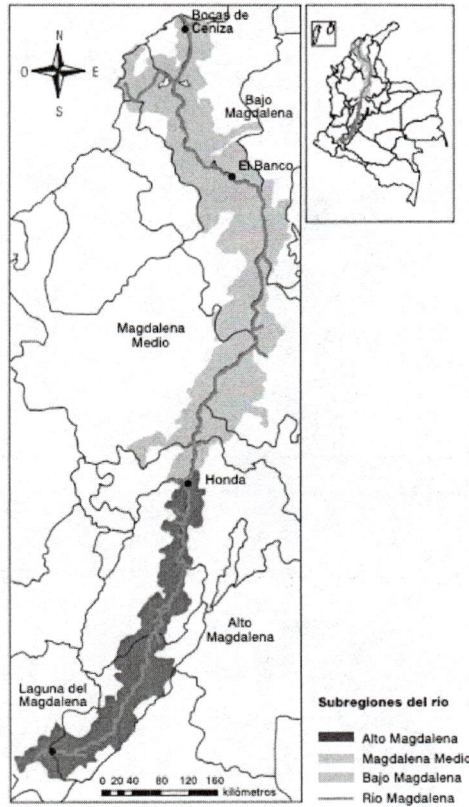 Bocas de
Ceniza
N
O E
S
Bajo
Magdalena
El Banco
Magdalena
Medio
Honda
Alto
Magdalena
Laguna del
Magdalena
0 20 40 80 120 160
kilómetros
Subregiones del río
Alto Magdalena
Magdalena Medio
Bajo Magdalena
Río Magdalena